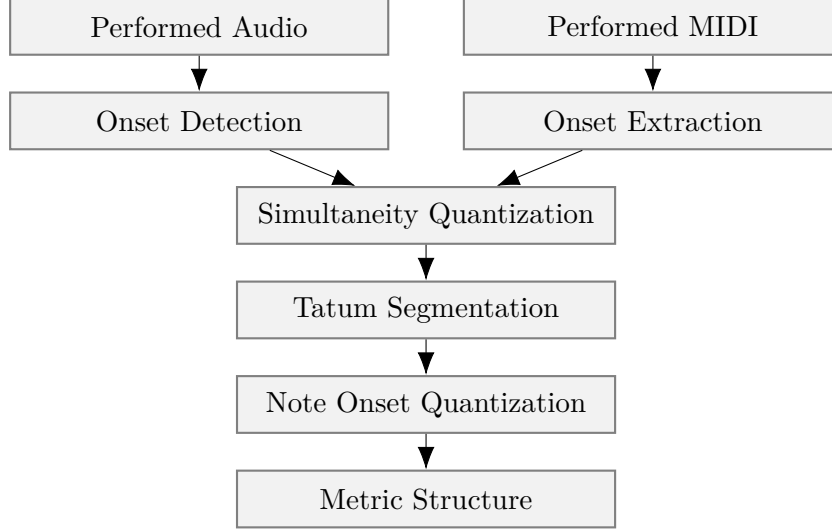 Performed Audio
Performed MIDI
Onset Detection
Onset Extraction
Simultaneity Quantization
Tatum Segmentation
Note Onset Quantization
Metric Structure